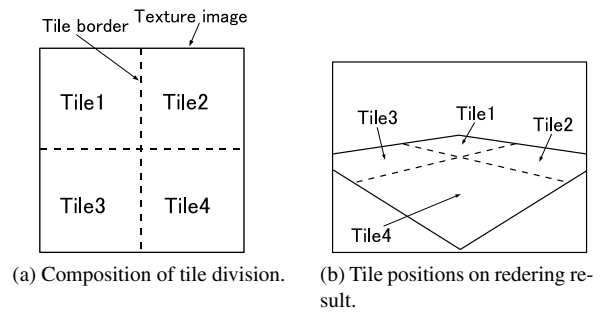 Texture image
Tile border
Tile1
Tile2
Tile3
Tile4
(a) Composition of tile division.
Tile3
Tile1
Tile2
Tile4
(b) Tile positions on redering re-
sult.